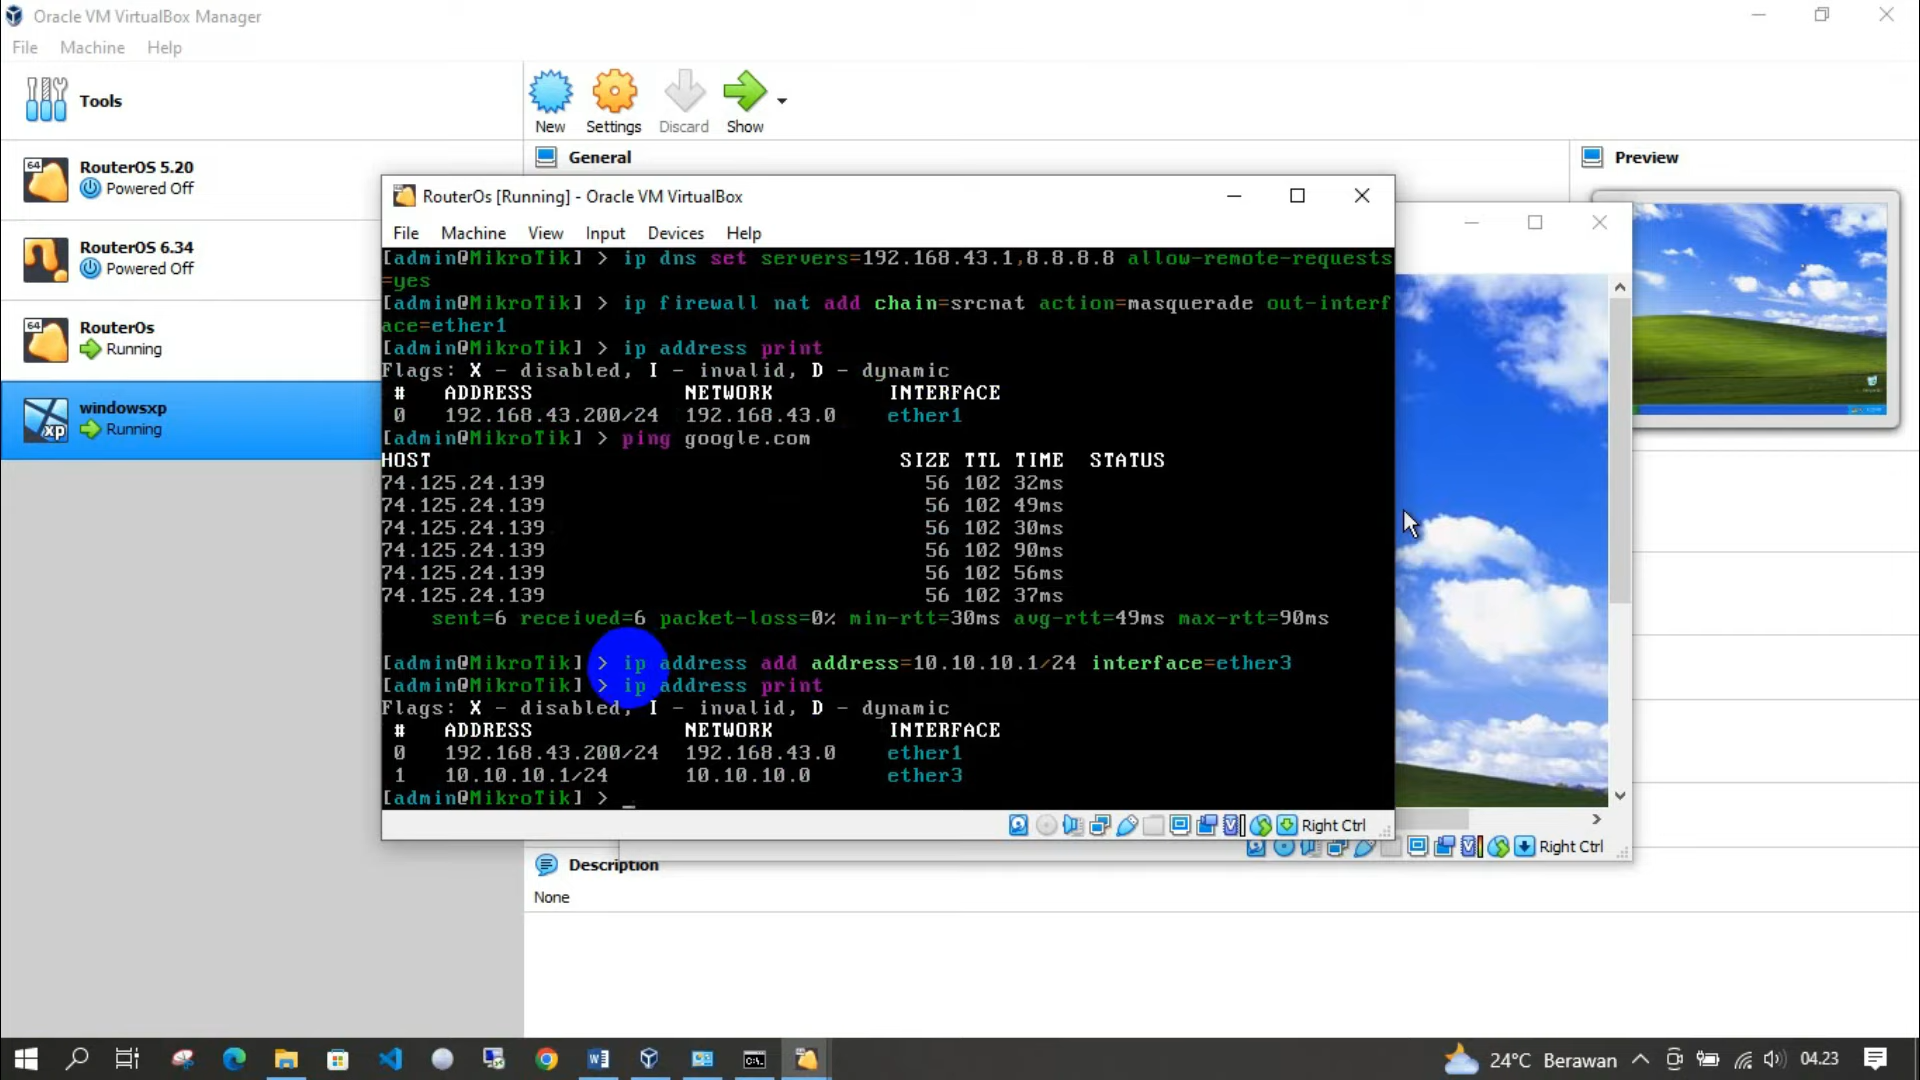 Oracle VM VirtualBox Manager
File Machine Help
Tools
New Settings Discard Show
64
RouterOS 5.20
Powered Off
General
Preview
RouterOS 6.34
Powered Off
64
RouterOs
Running
xp
windowsxp
Running
RouterOs [Running] - Oracle VM VirtualBox
File Machine View Input Devices Help
[admin@MikroTik] > ip dns set servers=192.168.43.1,8.8.8.8 allow-remote-requests
=yes
[admin@MikroTik] > ip firewall nat add chain=srcnat action=masquerade out-interf
ace=ether1
[admin@MikroTik] > ip address print
Flags: X - disabled, I - invalid, D - dynamic
# ADDRESS NETWORK INTERFACE
0 192.168.43.200/24 192.168.43.0 ether1
[admin@MikroTik] > ping google.com
HOST SIZE TTL TIME STATUS
74.125.24.139 56 102 32ms
74.125.24.139 56 102 49ms
74.125.24.139 56 102 30ms
74.125.24.139 56 102 90ms
74.125.24.139 56 102 56ms
74.125.24.139 56 102 37ms
sent=6 received=6 packet-loss=0% min-rtt=30ms avg-rtt=49ms max-rtt=90ms
[admin@MikroTik] > ip address add address=10.10.10.1/24 interface=ether3
[admin@MikroTik] > ip address print
Flags: X - disabled, I - invalid, D - dynamic
# ADDRESS NETWORK INTERFACE
0 192.168.43.200/24 192.168.43.0 ether1
1 10.10.10.1/24 10.10.10.0 ether3
[admin@MikroTik] > _
Right Ctrl
Right Ctrl
Description
None
24°C Berawan 04.23